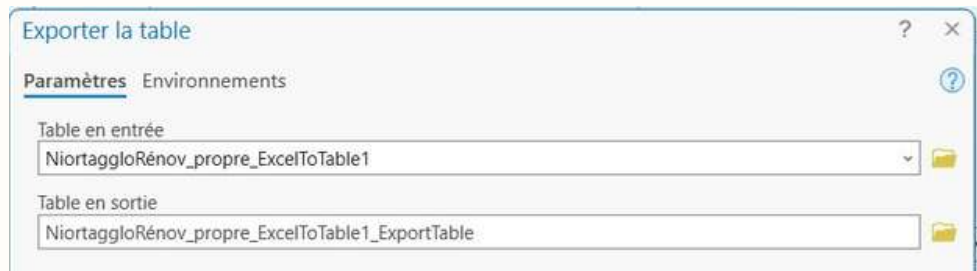 Exporter la table ? ×
Paramètres Environnements ?
Table en entrée
NiortaggloRénov_propre_ExcelToTable1
Table en sortie
NiortaggloRénov_propre_ExcelToTable1_ExportTable